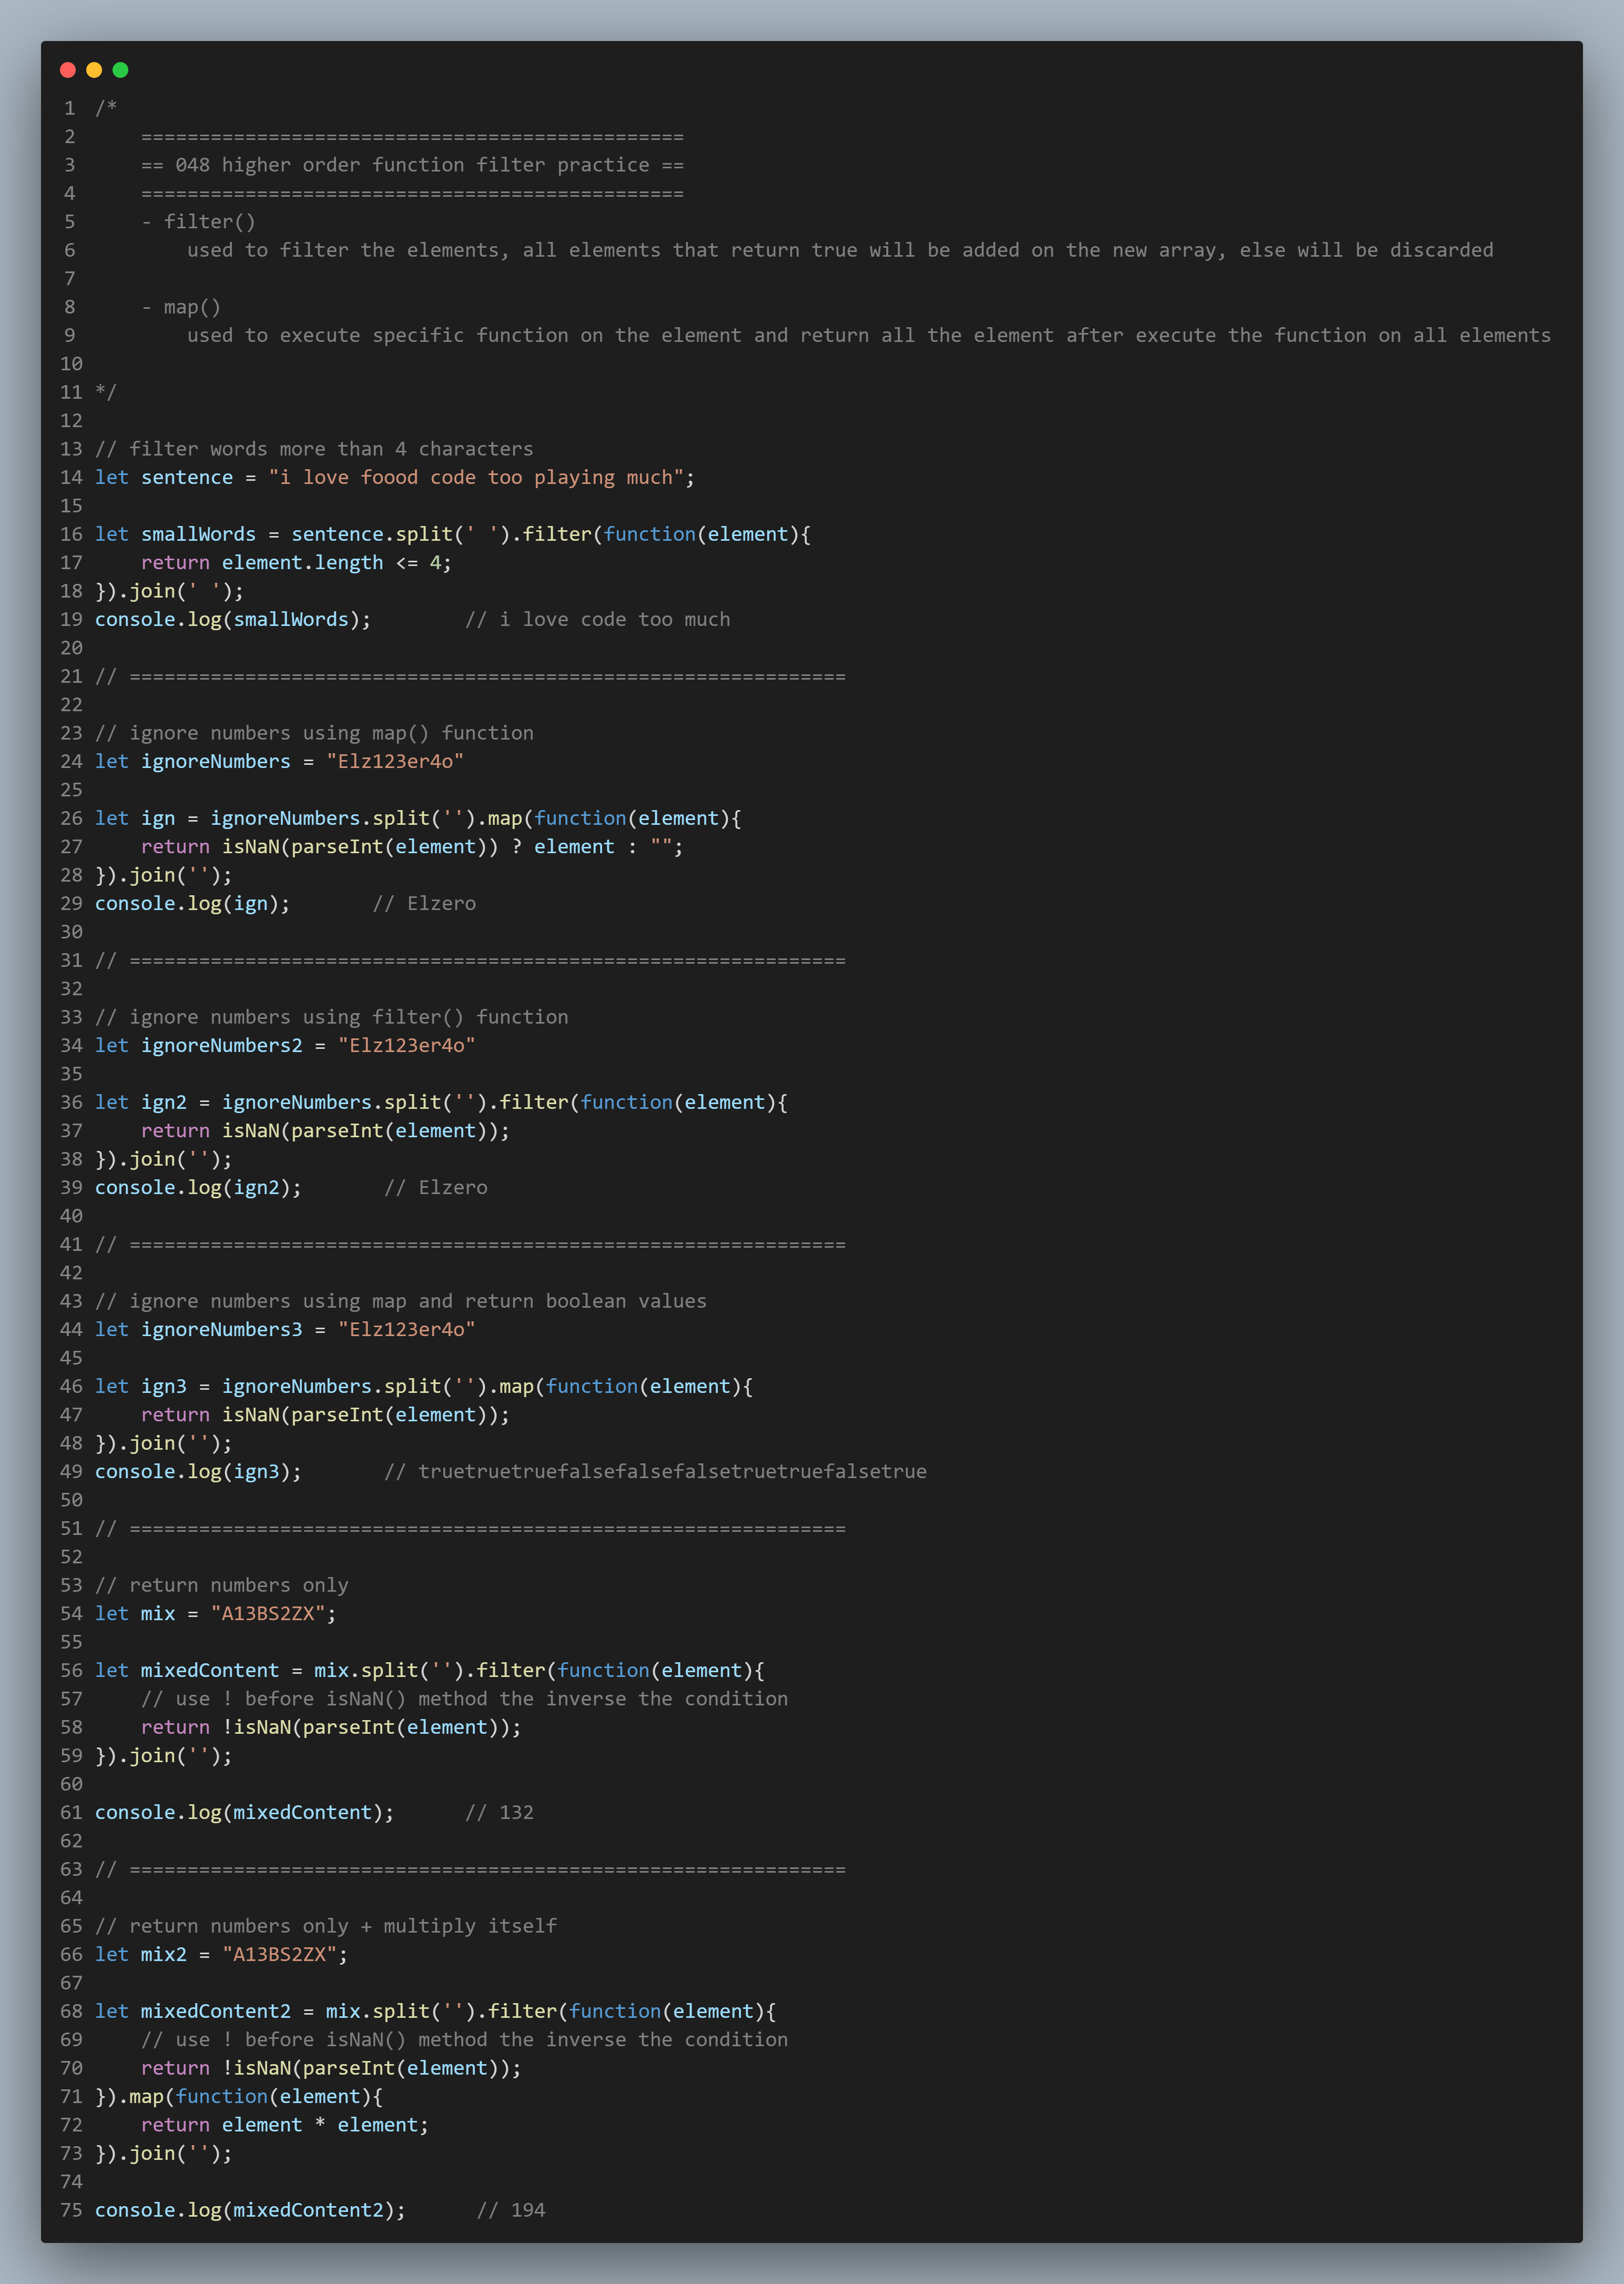 1 /*
2     ===============================================
3     == 048 higher order function filter practice ==
4     ===============================================
5     - filter()
6         used to filter the elements, all elements that return true will be added on the new array, else will be discarded
7
8     - map()
9         used to execute specific function on the element and return all the element after execute the function on all elements
10
11 */
12
13 // filter words more than 4 characters
14 let sentence = "i love foood code too playing much";
15
16 let smallWords = sentence.split(' ').filter(function(element){
17     return element.length <= 4;
18 }).join(' ');
19 console.log(smallWords);        // i love code too much
20
21 // ==============================================================
22
23 // ignore numbers using map() function
24 let ignoreNumbers = "Elz123er4o"
25
26 let ign = ignoreNumbers.split('').map(function(element){
27     return isNaN(parseInt(element)) ? element : "";
28 }).join('');
29 console.log(ign);       // Elzero
30
31 // ==============================================================
32
33 // ignore numbers using filter() function
34 let ignoreNumbers2 = "Elz123er4o"
35
36 let ign2 = ignoreNumbers.split('').filter(function(element){
37     return isNaN(parseInt(element));
38 }).join('');
39 console.log(ign2);       // Elzero
40
41 // ==============================================================
42
43 // ignore numbers using map and return boolean values
44 let ignoreNumbers3 = "Elz123er4o"
45
46 let ign3 = ignoreNumbers.split('').map(function(element){
47     return isNaN(parseInt(element));
48 }).join('');
49 console.log(ign3);       // truetruetruefalsefalsefalsetruetruefalsetrue
50
51 // ==============================================================
52
53 // return numbers only
54 let mix = "A13BS2ZX";
55
56 let mixedContent = mix.split('').filter(function(element){
57     // use ! before isNaN() method the inverse the condition
58     return !isNaN(parseInt(element));
59 }).join('');
60
61 console.log(mixedContent);      // 132
62
63 // ==============================================================
64
65 // return numbers only + multiply itself
66 let mix2 = "A13BS2ZX";
67
68 let mixedContent2 = mix.split('').filter(function(element){
69     // use ! before isNaN() method the inverse the condition
70     return !isNaN(parseInt(element));
71 }).map(function(element){
72     return element * element;
73 }).join('');
74
75 console.log(mixedContent2);      // 194